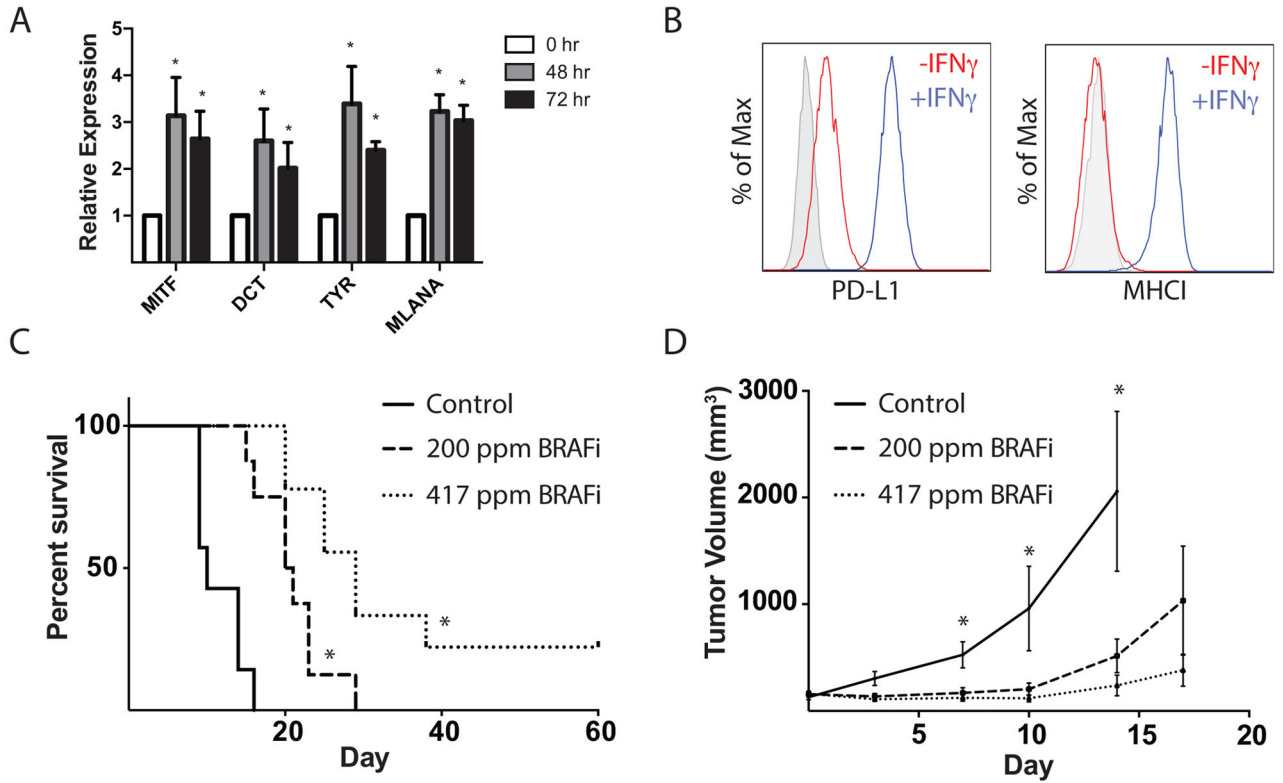 A
Relative Expression
5
4
3
2
1
* * * * * * * *
0 hr
48 hr
72 hr
MITF
DCT
TYR
MLANA
B
% of Max
-IFNγ
+IFNγ
PD-L1
% of Max
-IFNγ
+IFNγ
MHCI
C
Percent survival
100
50
Control
200 ppm BRAFi
417 ppm BRAFi
*
*
20 40 60
Day
D
Tumor Volume (mm³)
3000
2000
1000
Control
200 ppm BRAFi
417 ppm BRAFi
*
*
*
5 10 15 20
Day